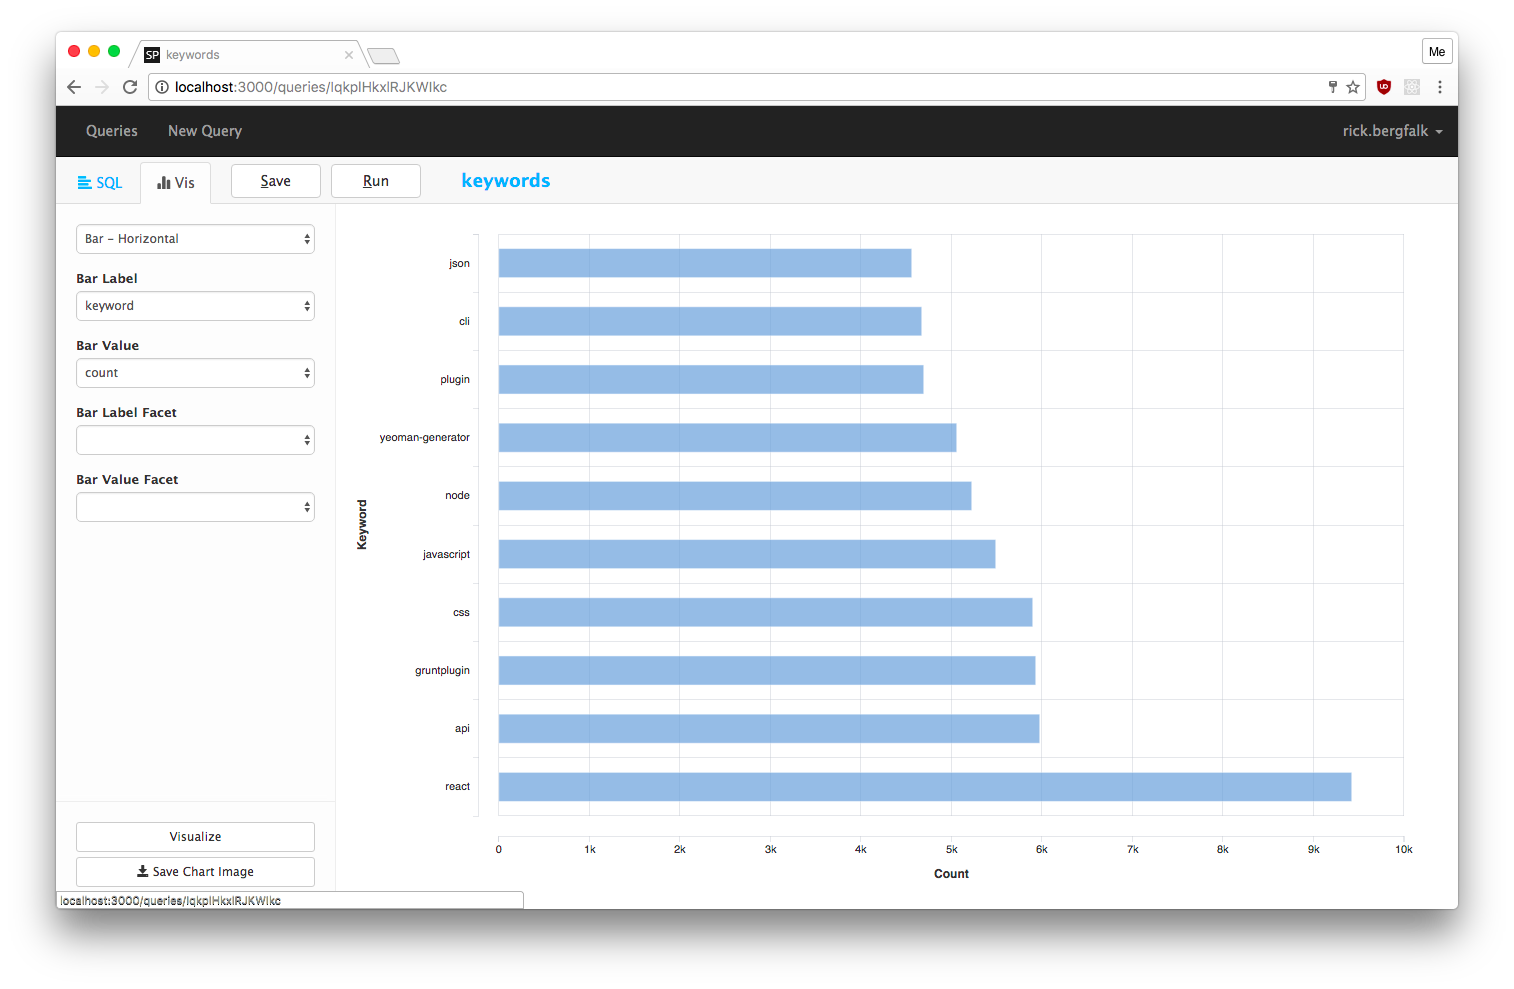 SP keywords
Me
localhost:3000/queries/lqkplHkxlRJKWlkc
Queries New Query rick.bergfalk
SQL Vis Save Run keywords
Bar – Horizontal
Bar Label
keyword
Bar Value
count
Bar Label Facet
Bar Value Facet
Visualize
Save Chart Image
localhost:3000/queries/lqkplHkxlRJKWlkc
Keyword
json
cli
plugin
yeoman-generator
node
javascript
css
gruntplugin
api
react
0 1k 2k 3k 4k 5k 6k 7k 8k 9k 10k
Count